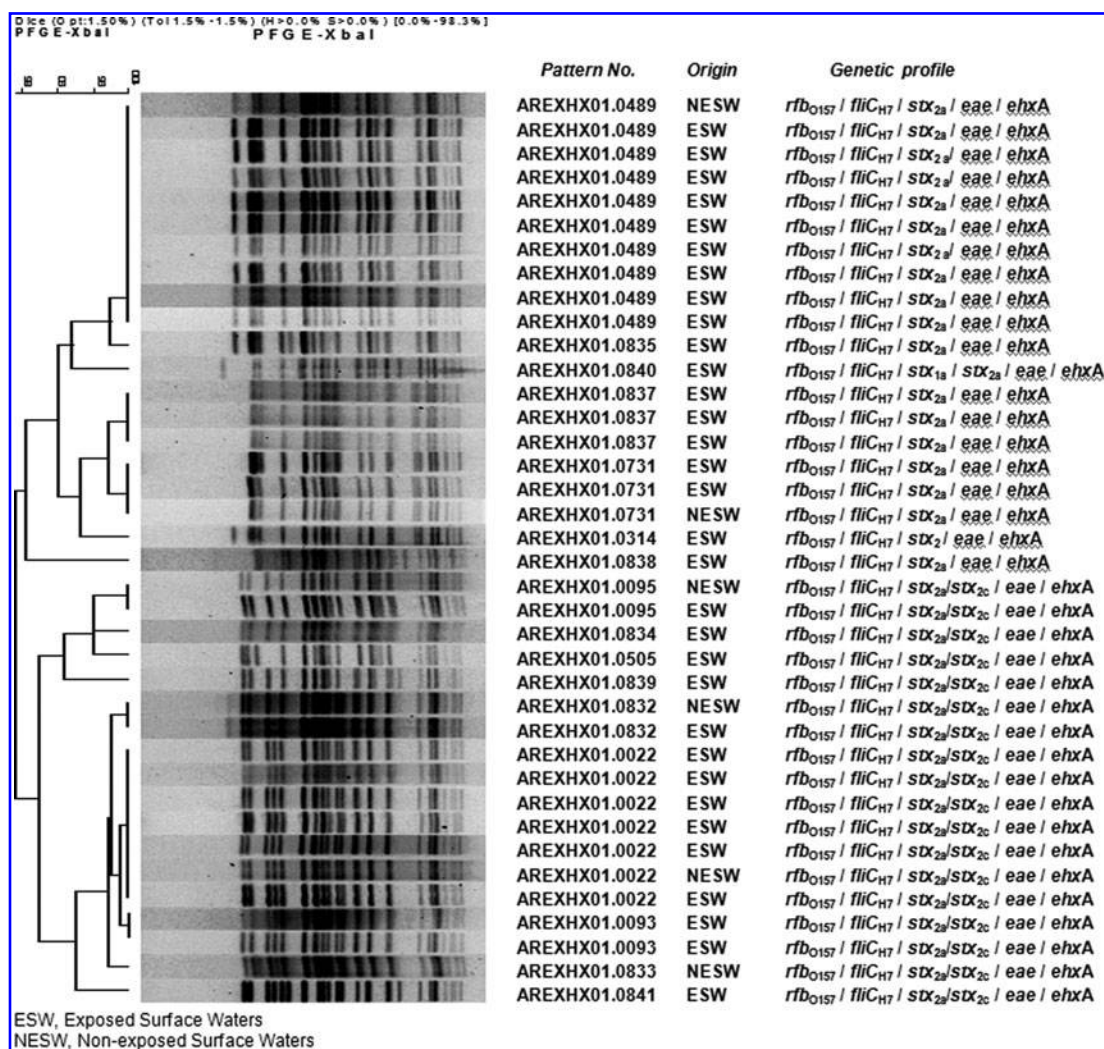 Dice (Opt:1.50%) (Tol 1.5%-1.5%) (H>0.0% S>0.0%) [0.0%-98.3%]
PFGE-XbaI PFGE-XbaI
85 90 95 100
Pattern No. Origin Genetic profile
AREXHX01.0489 NESW rfbO157 / fliCH7 / stx2a / eae / ehxA
AREXHX01.0489 ESW rfbO157 / fliCH7 / stx2a / eae / ehxA
AREXHX01.0489 ESW rfbO157 / fliCH7 / stx2a/ eae / ehxA
AREXHX01.0489 ESW rfbO157 / fliCH7 / stx2a/ eae / ehxA
AREXHX01.0489 ESW rfbO157 / fliCH7 / stx2a / eae / ehxA
AREXHX01.0489 ESW rfbO157 / fliCH7 / stx2a / eae / ehxA
AREXHX01.0489 ESW rfbO157 / fliCH7 / stx2a/ eae / ehxA
AREXHX01.0489 ESW rfbO157 / fliCH7 / stx2a / eae / ehxA
AREXHX01.0489 ESW rfbO157 / fliCH7 / stx2a / eae / ehxA
AREXHX01.0489 ESW rfbO157 / fliCH7 / stx2a / eae / ehxA
AREXHX01.0835 ESW rfbO157 / fliCH7 / stx2a / eae / ehxA
AREXHX01.0840 ESW rfbO157 / fliCH7 / stx1a / stx2a / eae / ehxA
AREXHX01.0837 ESW rfbO157 / fliCH7 / stx2a / eae / ehxA
AREXHX01.0837 ESW rfbO157 / fliCH7 / stx2a / eae / ehxA
AREXHX01.0837 ESW rfbO157 / fliCH7 / stx2a / eae / ehxA
AREXHX01.0731 ESW rfbO157 / fliCH7 / stx2a / eae / ehxA
AREXHX01.0731 ESW rfbO157 / fliCH7 / stx2a / eae / ehxA
AREXHX01.0731 NESW rfbO157 / fliCH7 / stx2a / eae / ehxA
AREXHX01.0314 ESW rfbO157 / fliCH7 / stx2 / eae / ehxA
AREXHX01.0838 ESW rfbO157 / fliCH7 / stx2a / eae / ehxA
AREXHX01.0095 NESW rfbO157 / fliCH7 / stx2a/stx2c / eae / ehxA
AREXHX01.0095 ESW rfbO157 / fliCH7 / stx2a/stx2c / eae / ehxA
AREXHX01.0834 ESW rfbO157 / fliCH7 / stx2a/stx2c / eae / ehxA
AREXHX01.0505 ESW rfbO157 / fliCH7 / stx2a/stx2c / eae / ehxA
AREXHX01.0839 ESW rfbO157 / fliCH7 / stx2a/stx2c / eae / ehxA
AREXHX01.0832 NESW rfbO157 / fliCH7 / stx2a/stx2c / eae / ehxA
AREXHX01.0832 ESW rfbO157 / fliCH7 / stx2a/stx2c / eae / ehxA
AREXHX01.0022 ESW rfbO157 / fliCH7 / stx2a/stx2c / eae / ehxA
AREXHX01.0022 ESW rfbO157 / fliCH7 / stx2a/stx2c / eae / ehxA
AREXHX01.0022 ESW rfbO157 / fliCH7 / stx2a/stx2c / eae / ehxA
AREXHX01.0022 ESW rfbO157 / fliCH7 / stx2a/stx2c / eae / ehxA
AREXHX01.0022 ESW rfbO157 / fliCH7 / stx2a/stx2c / eae / ehxA
AREXHX01.0022 NESW rfbO157 / fliCH7 / stx2a/stx2c / eae / ehxA
AREXHX01.0022 ESW rfbO157 / fliCH7 / stx2a/stx2c / eae / ehxA
AREXHX01.0093 ESW rfbO157 / fliCH7 / stx2a/stx2c / eae / ehxA
AREXHX01.0093 ESW rfbO157 / fliCH7 / stx2a/stx2c / eae / ehxA
AREXHX01.0833 NESW rfbO157 / fliCH7 / stx2a/stx2c / eae / ehxA
AREXHX01.0841 ESW rfbO157 / fliCH7 / stx2a/stx2c / eae / ehxA
ESW, Exposed Surface Waters
NESW, Non-exposed Surface Waters